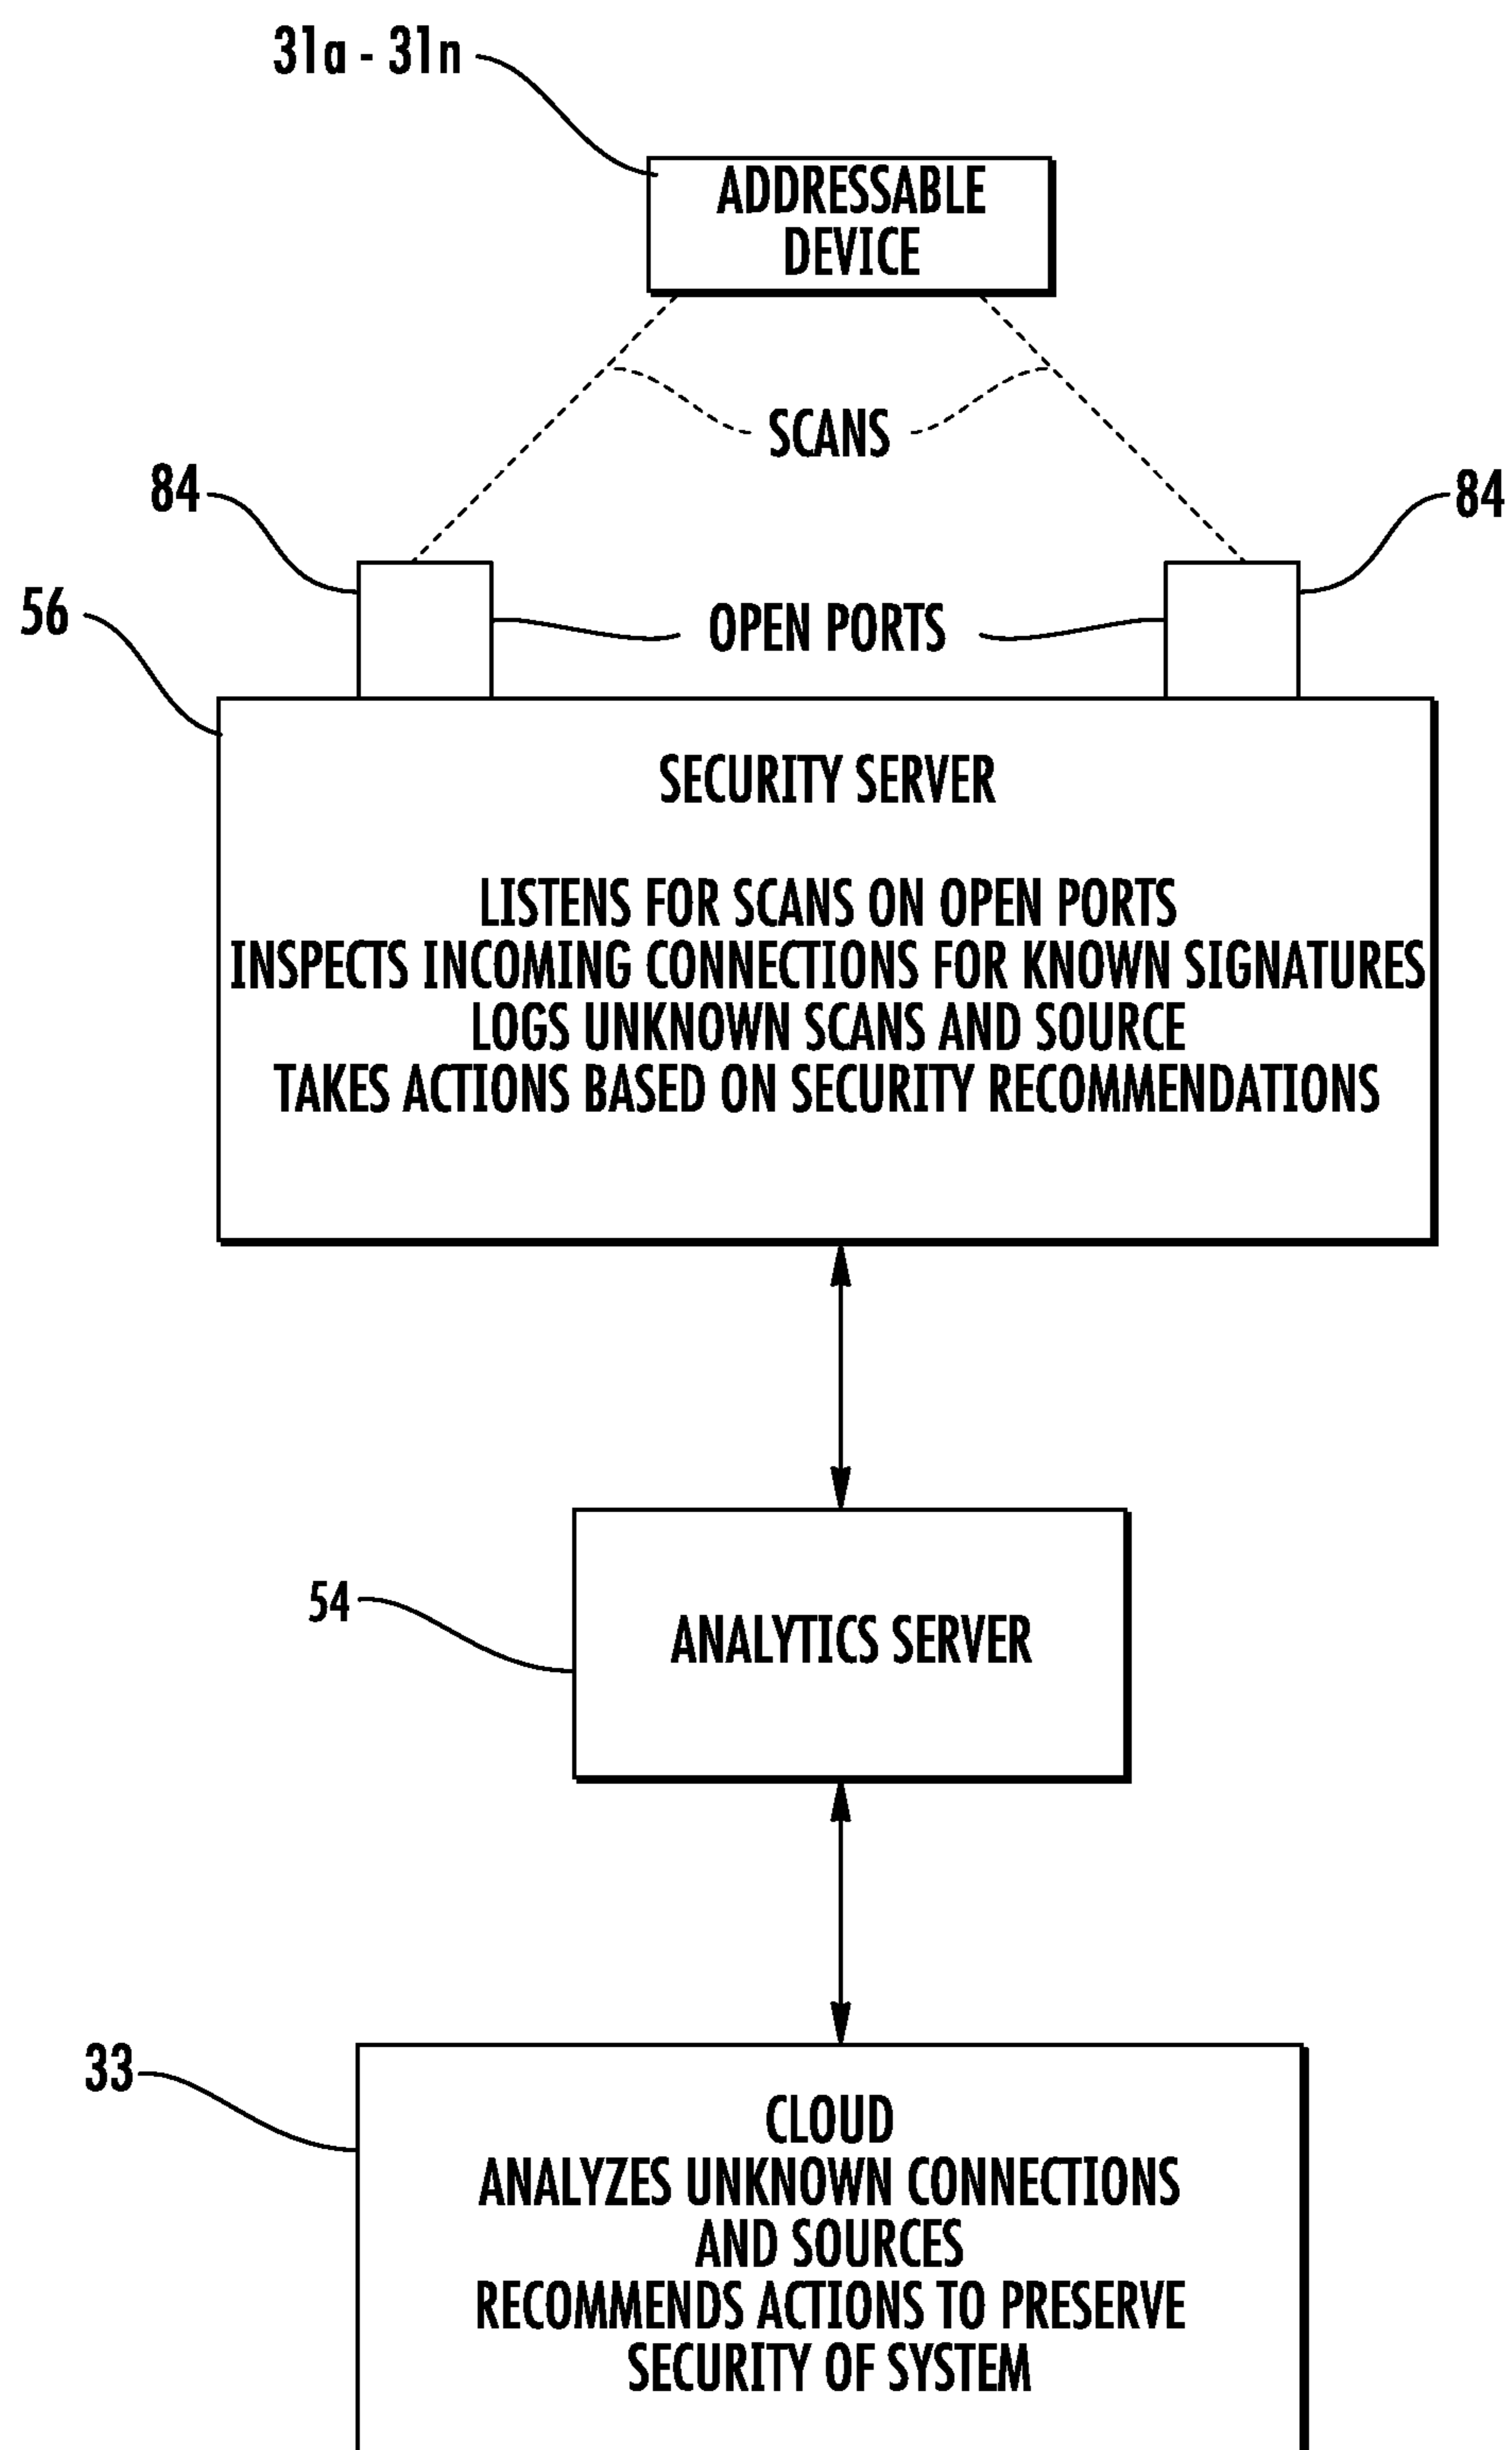 31a - 31n
ADDRESSABLE
DEVICE
SCANS
84
84
56
OPEN PORTS
SECURITY SERVER
LISTENS FOR SCANS ON OPEN PORTS
INSPECTS INCOMING CONNECTIONS FOR KNOWN SIGNATURES
LOGS UNKNOWN SCANS AND SOURCE
TAKES ACTIONS BASED ON SECURITY RECOMMENDATIONS
54
ANALYTICS SERVER
33
CLOUD
ANALYZES UNKNOWN CONNECTIONS
AND SOURCES
RECOMMENDS ACTIONS TO PRESERVE
SECURITY OF SYSTEM